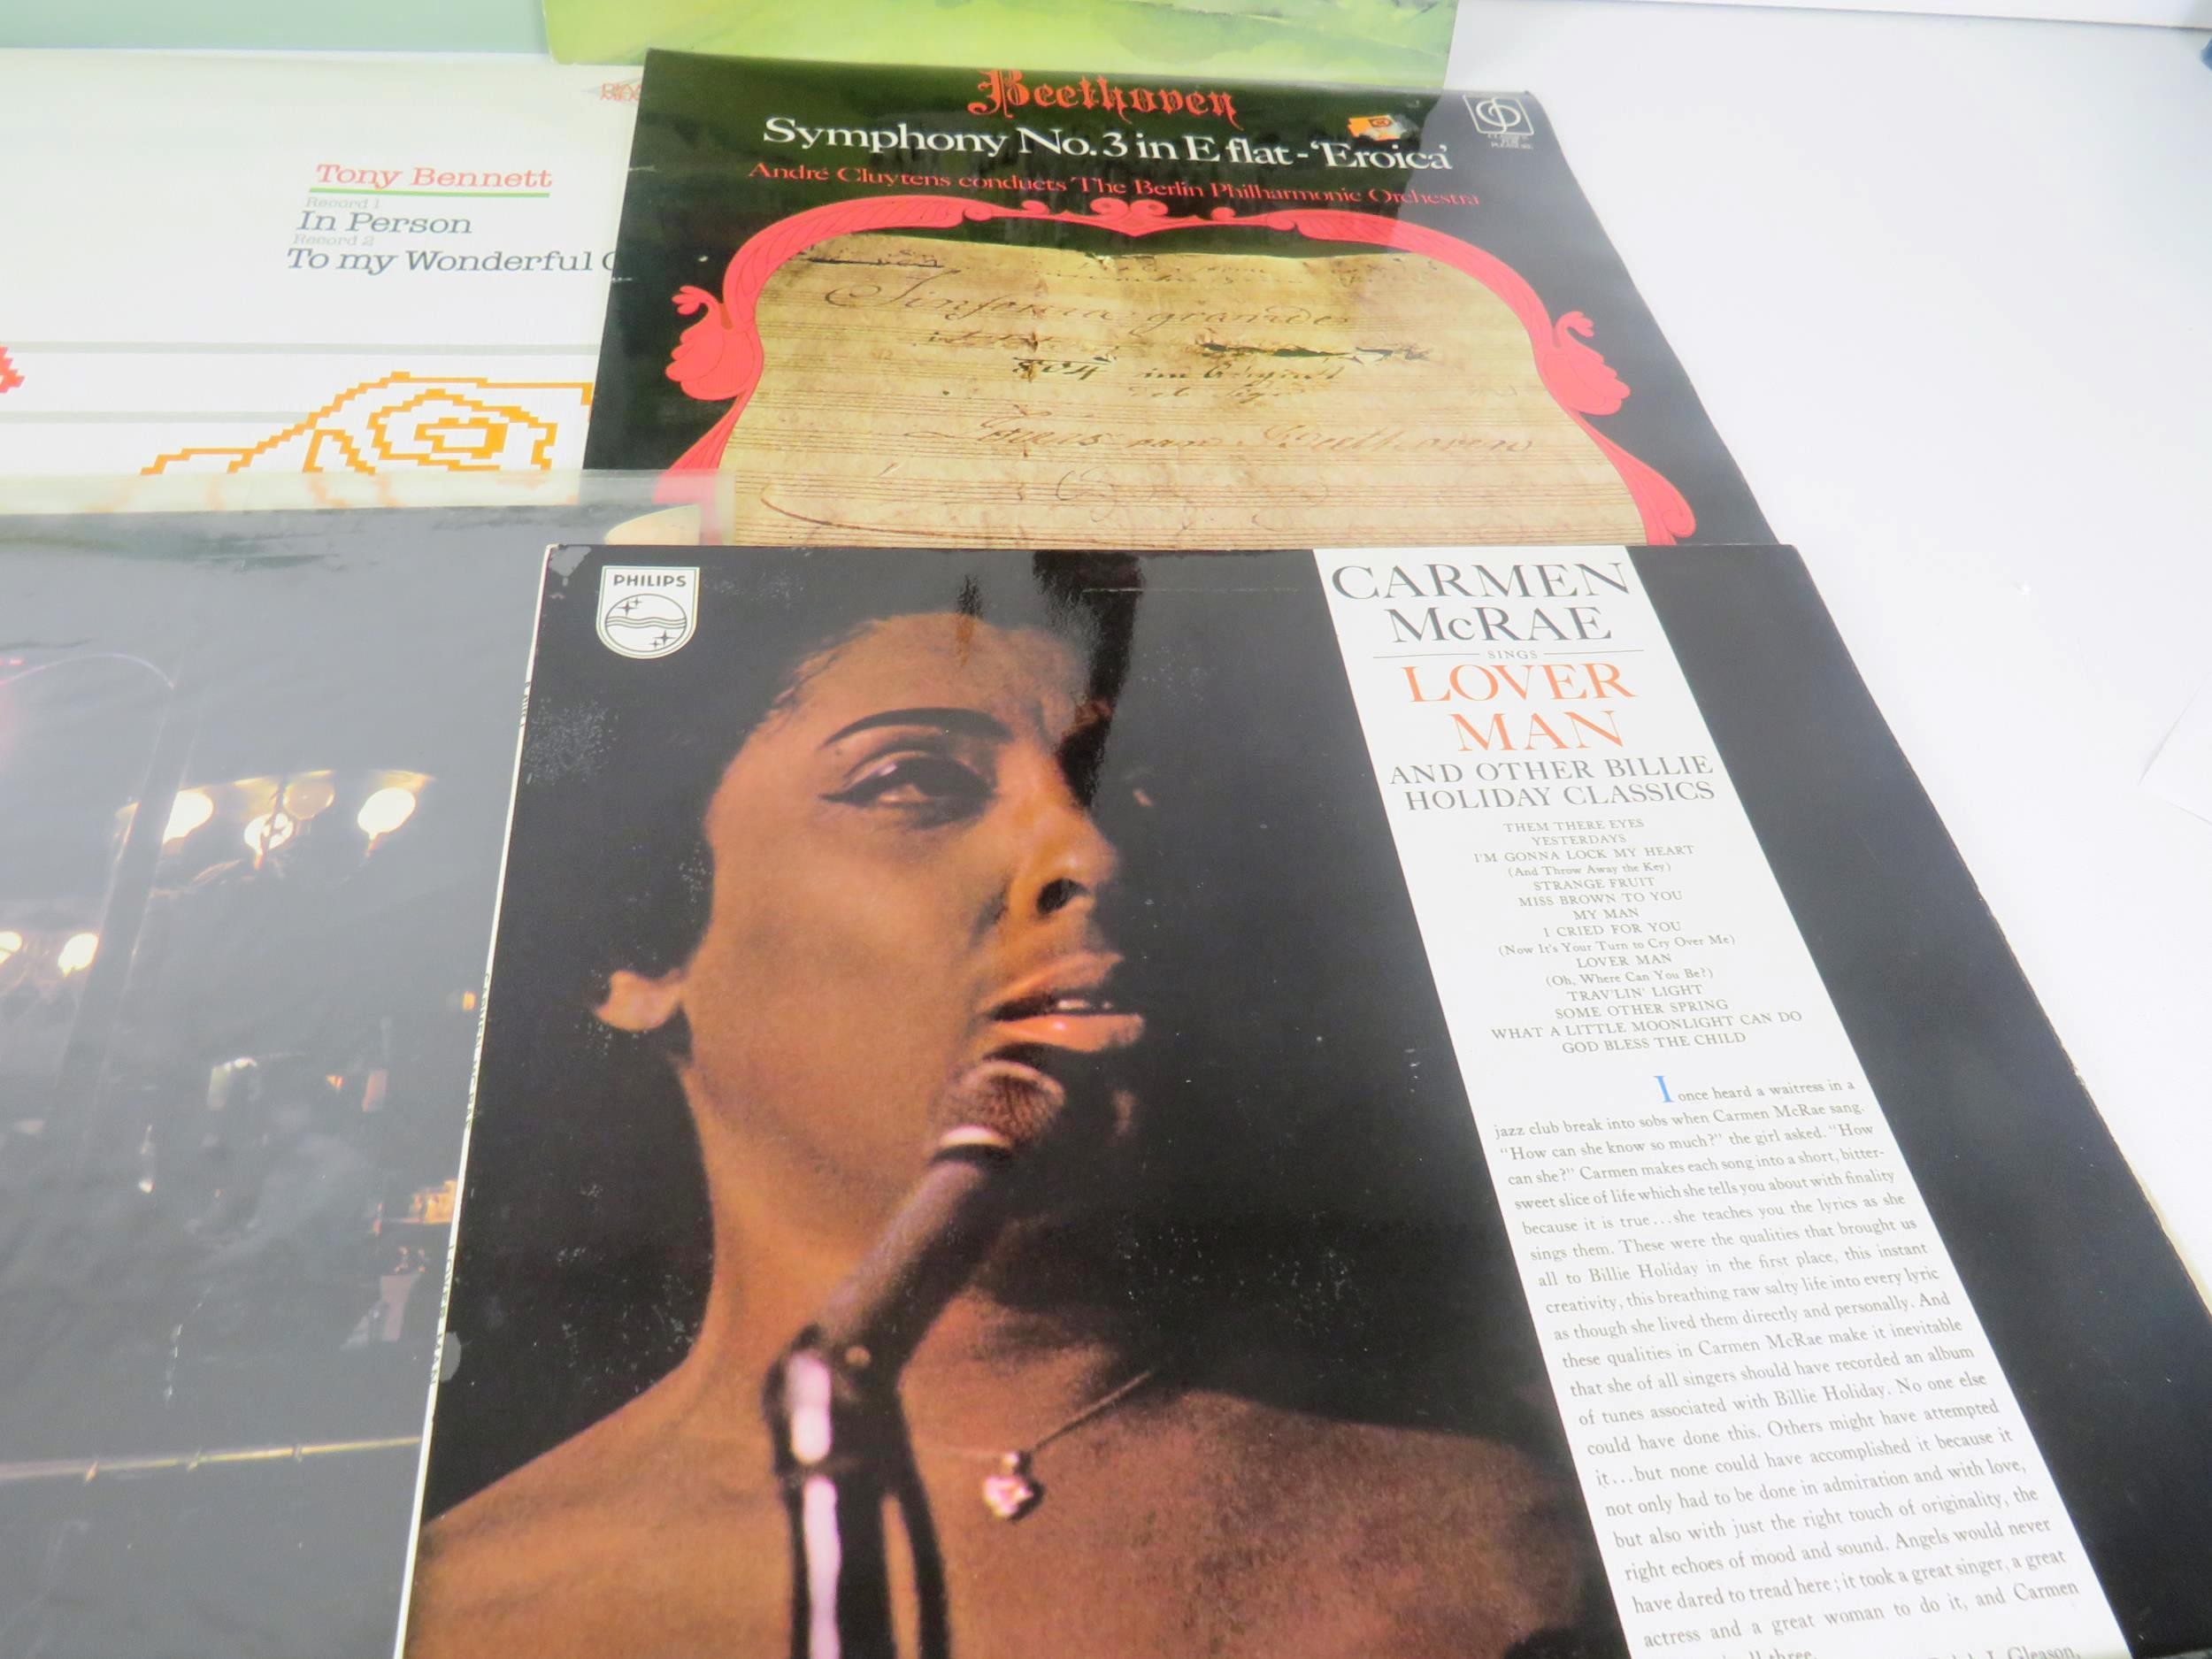 Beethoven
Symphony No. 3 in E flat - 'Eroica'
André Cluytens conducts The Berlin Philharmonic Orchestra
Sinfonia grande
804 im
Louis van Beethoven
Tony Bennett
Record 1
In Person
Record 2
To my Wonderful
PHILIPS
CARMEN
McRAE
SINGS
LOVER
MAN
AND OTHER BILLIE
HOLIDAY CLASSICS
THEM THERE EYES
YESTERDAYS
I'M GONNA LOCK MY HEART
(And Throw Away the Key)
STRANGE FRUIT
MISS BROWN TO YOU
MY MAN
I CRIED FOR YOU
(Now It's Your Turn to Cry Over Me)
LOVER MAN
(Oh, Where Can You Be?)
TRAV'LIN' LIGHT
SOME OTHER SPRING
WHAT A LITTLE MOONLIGHT CAN DO
GOD BLESS THE CHILD
I once heard a waitress in a
jazz club break into sobs when Carmen McRae sang.
"How can she know so much?" the girl asked. "How
can she?" Carmen makes each song into a short, bitter-
sweet slice of life which she tells you about with finality
because it is true...she teaches you the lyrics as she
sings them. These were the qualities that brought us
all to Billie Holiday in the first place, this instant
creativity, this breathing raw salty life into every lyric
as though she lived them directly and personally. And
these qualities in Carmen McRae make it inevitable
that she of all singers should have recorded an album
of tunes associated with Billie Holiday. No one else
could have done this. Others might have attempted
it...but none could have accomplished it because it
not only had to be done in admiration and with love,
but also with just the right touch of originality, the
right echoes of mood and sound. Angels would never
have dared to tread here; it took a great singer, a great
actress and a great woman to do it, and Carmen
all three.
Ralph J. Gleason,
LOVER MAN